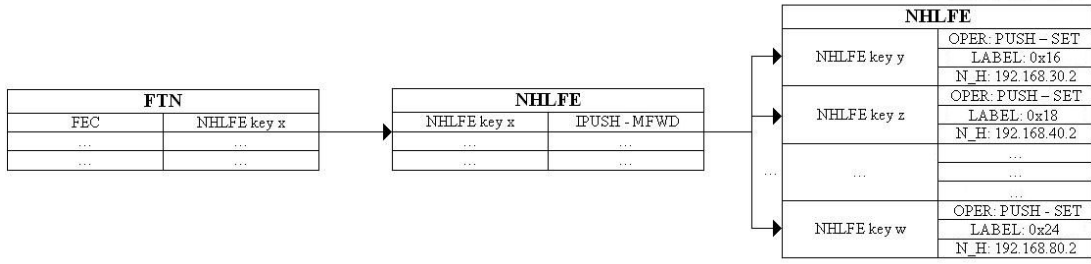 FTN
FEC NHLFE key x
... ...
... ...
NHLFE
NHLFE key x IPUSH - MFWD
... ...
... ...
...
NHLFE
NHLFE key y
OPER: PUSH – SET
LABEL: 0x16
N_H: 192.168.30.2
NHLFE key z
OPER: PUSH – SET
LABEL: 0x18
N_H: 192.168.40.2
...
...
...
...
NHLFE key w
OPER: PUSH - SET
LABEL: 0x24
N_H: 192.168.80.2